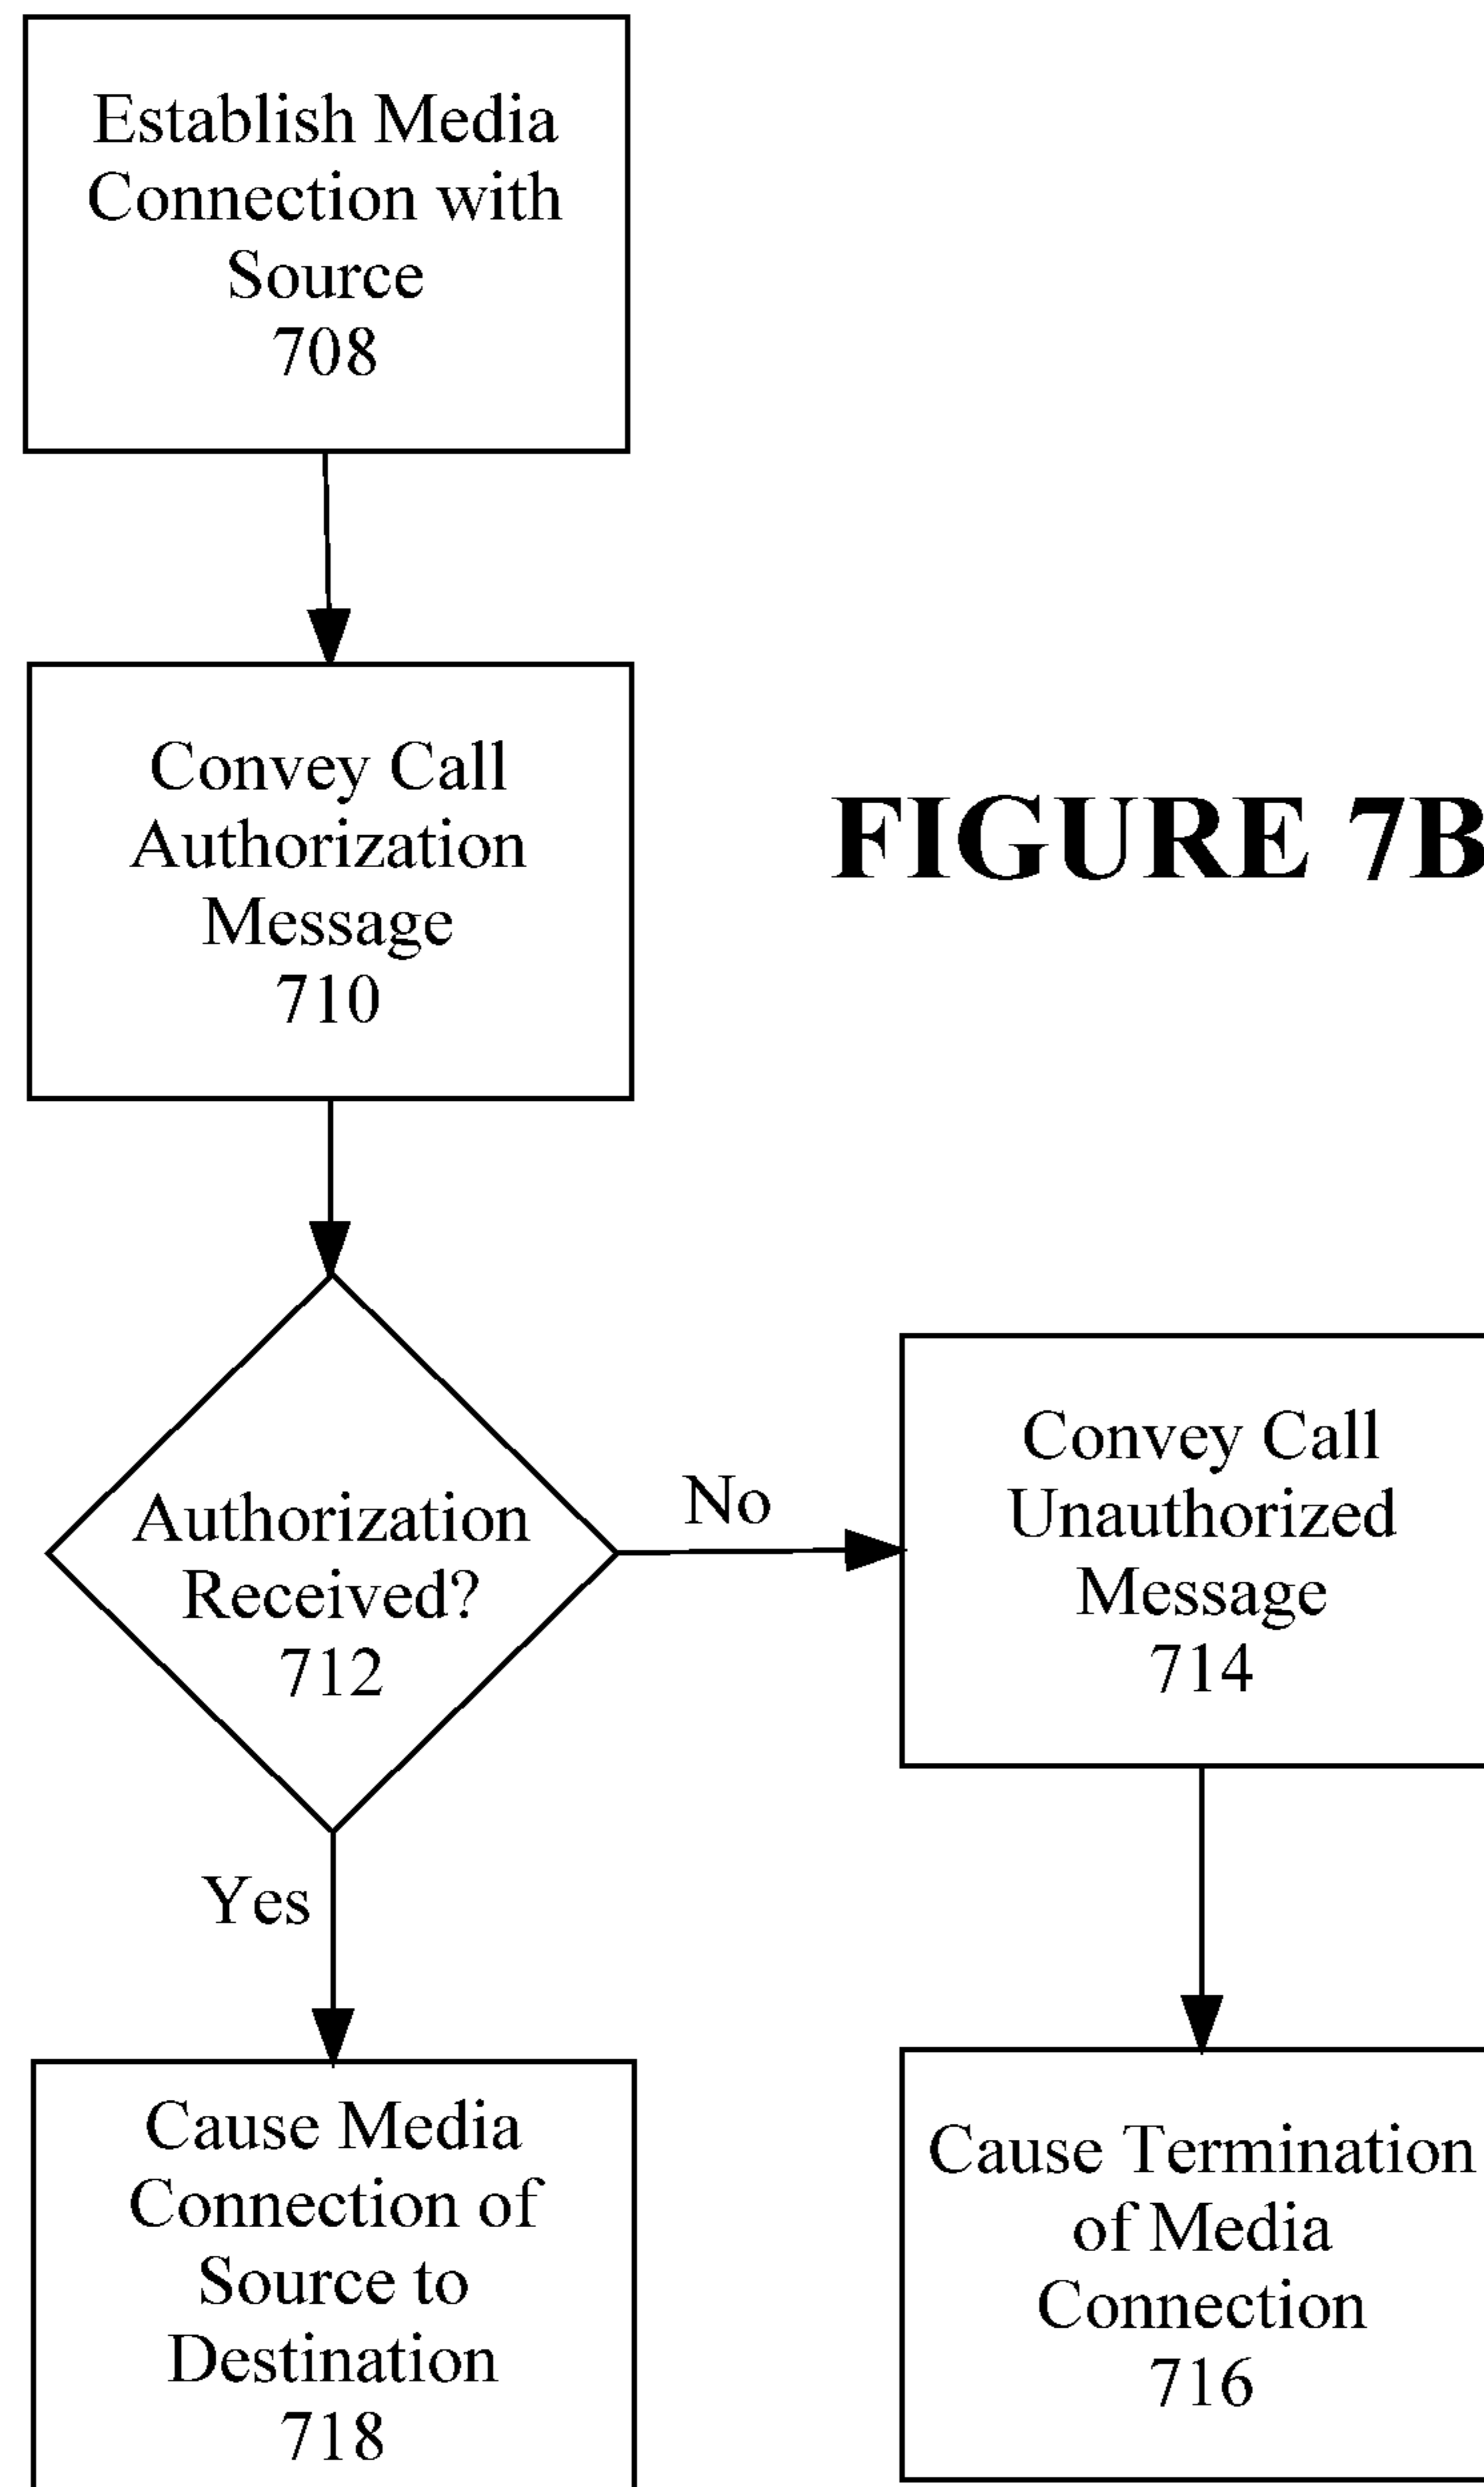 Establish Media
Connection with
Source
708
Convey Call
Authorization
Message
710
FIGURE 7B
Authorization
Received?
712
No
Convey Call
Unauthorized
Message
714
Yes
Cause Media
Connection of
Source to
Destination
718
Cause Termination
of Media
Connection
716